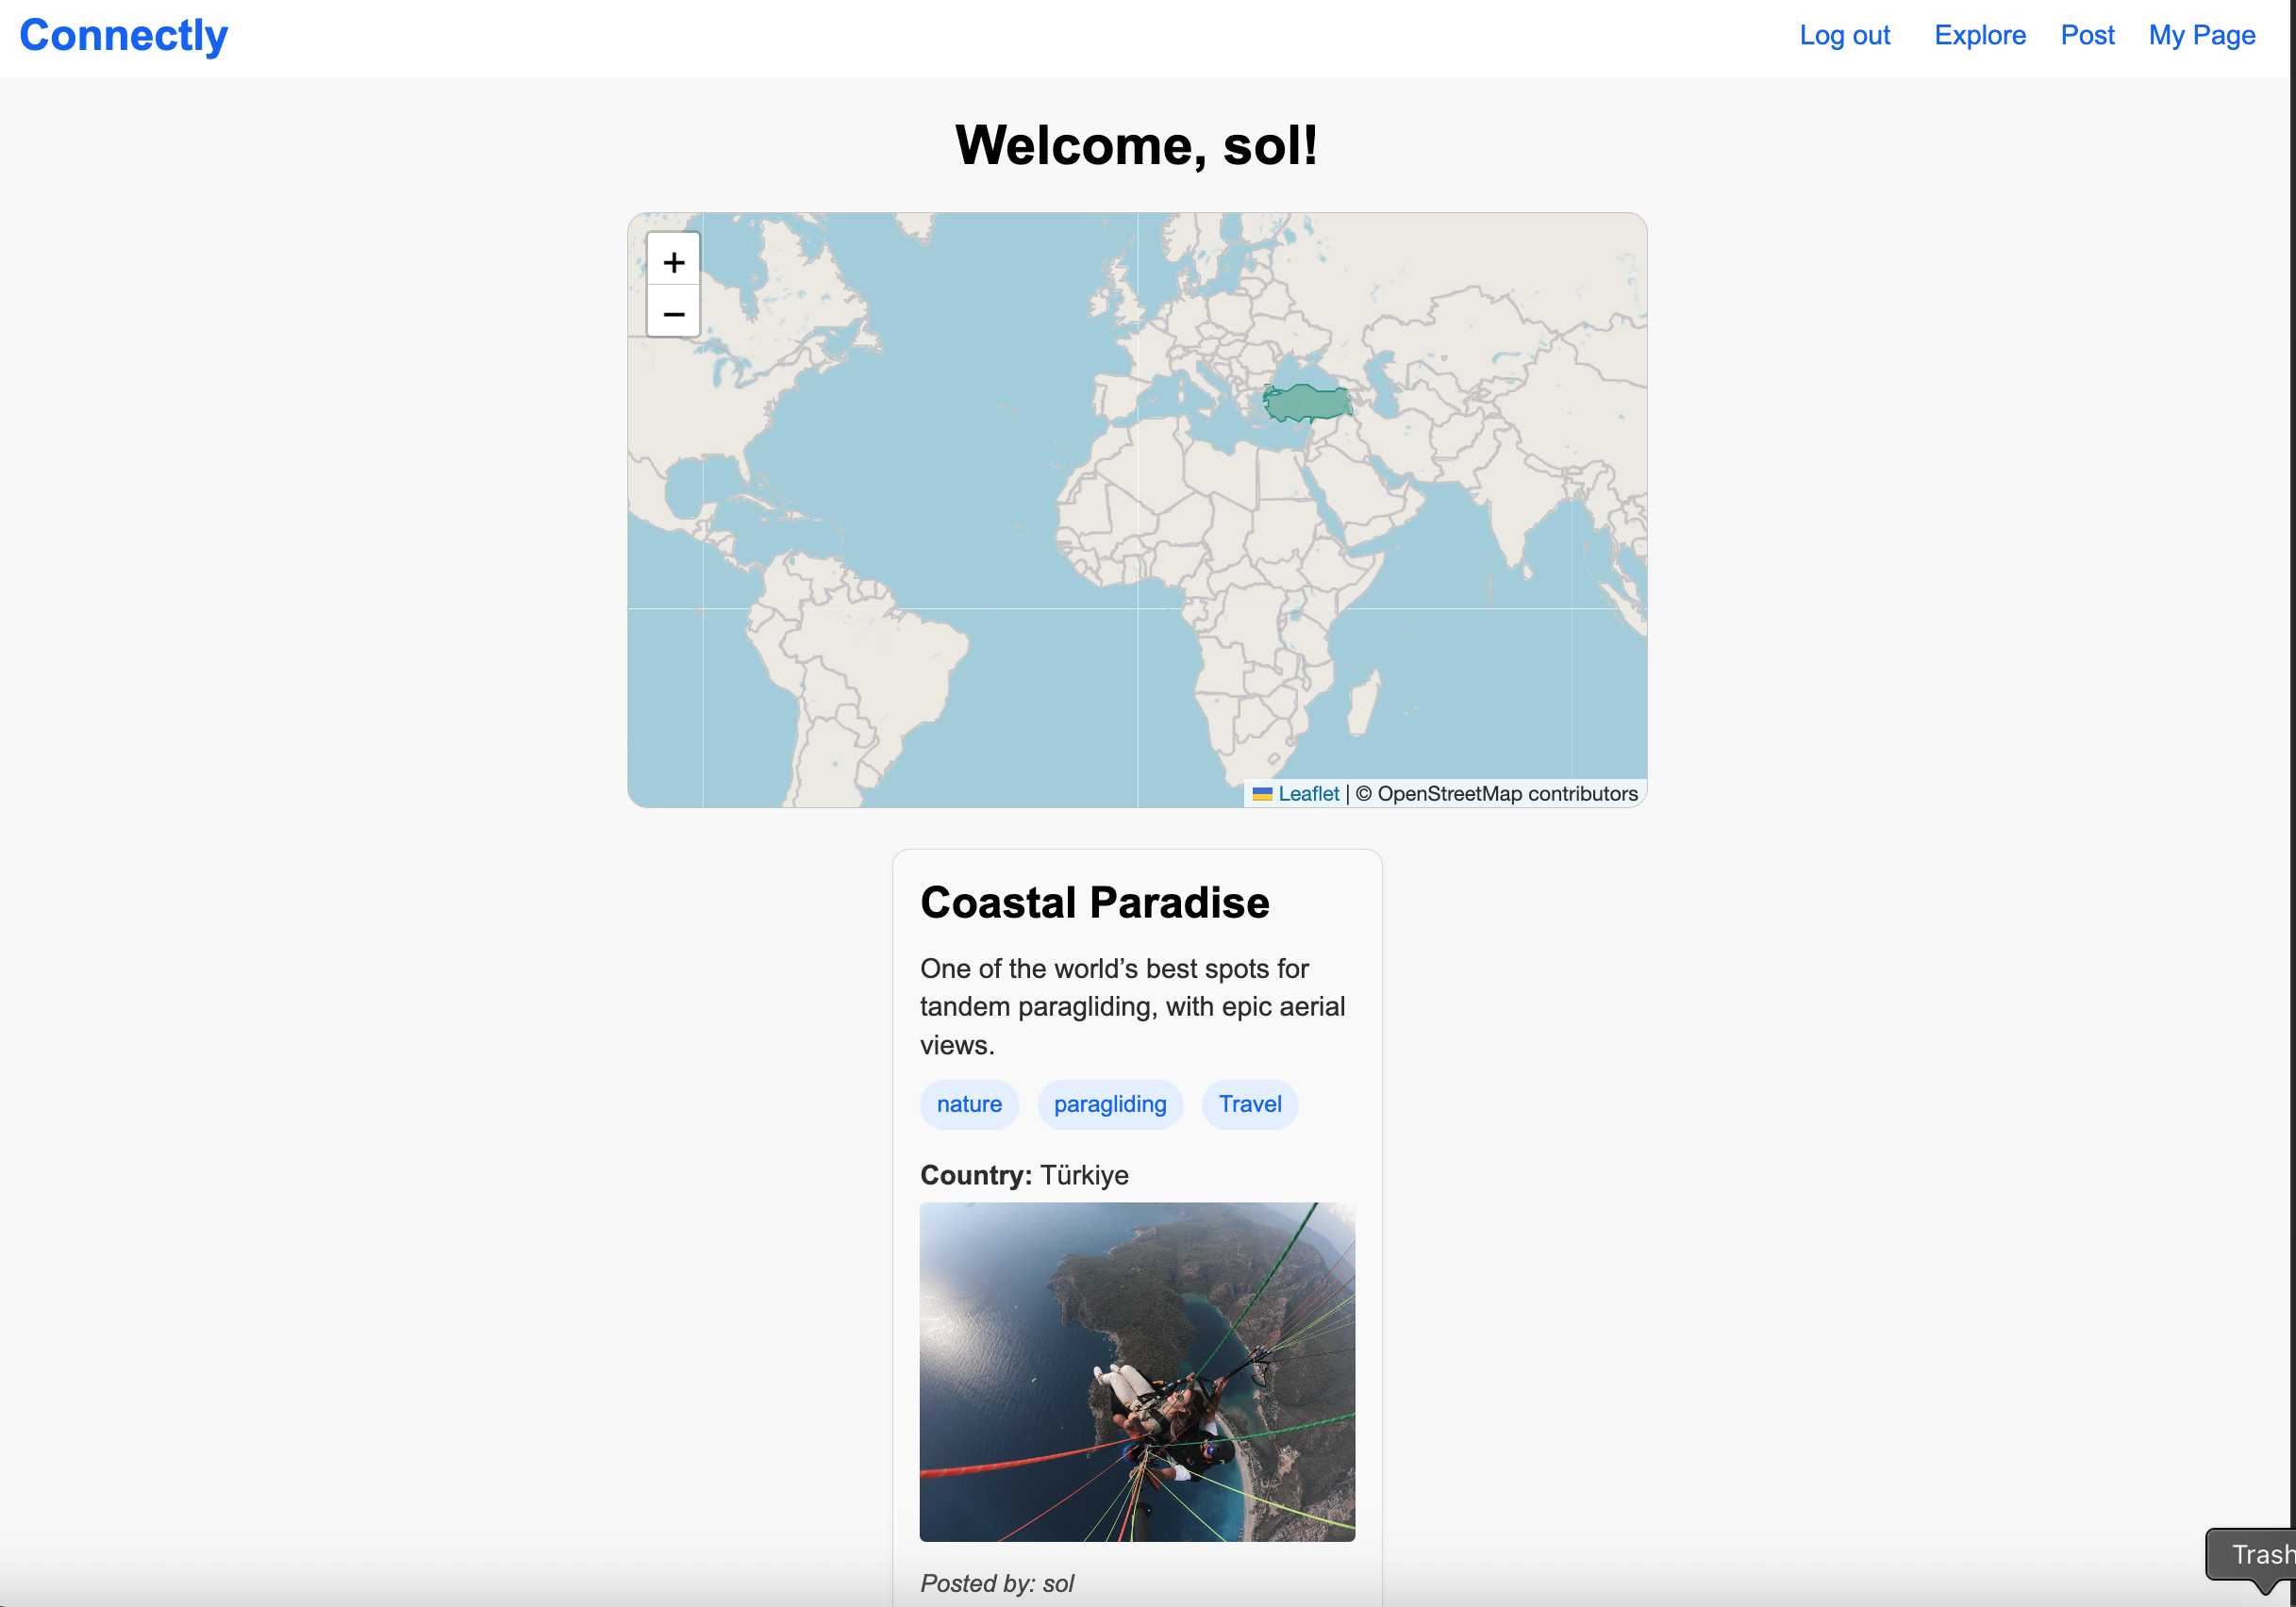 Connectly
Log out Explore Post My Page
Welcome, sol!
+
−
Leaflet | © OpenStreetMap contributors
Coastal Paradise
One of the world’s best spots for
tandem paragliding, with epic aerial
views.
nature paragliding Travel
Country: Türkiye
Posted by: sol
Trash